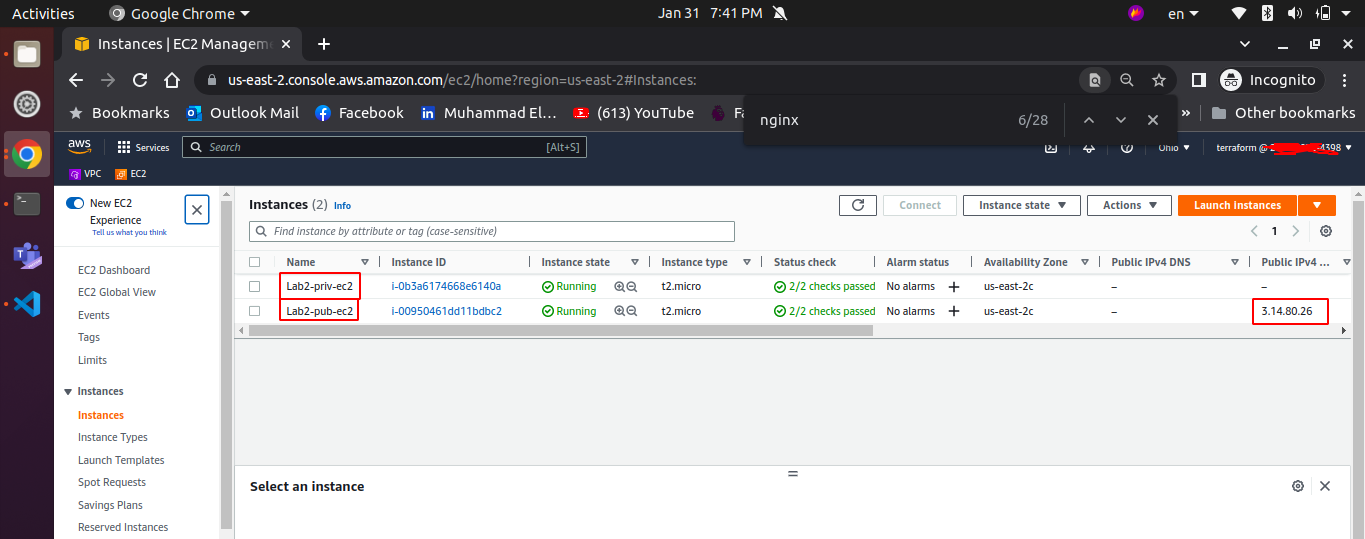 Activities Google Chrome Jan 31 7:41 PM en
Instances | EC2 Manageme
us-east-2.console.aws.amazon.com/ec2/home?region=us-east-2#Instances: Incognito
Bookmarks Outlook Mail Facebook Muhammad El... (613) YouTube Fa » Other bookmarks
nginx 6/28
aws Services Search [Alt+S] Ohio terraform @ 2 -4398
VPC EC2
New EC2
Experience
Tell us what you think
EC2 Dashboard
EC2 Global View
Events
Tags
Limits
Instances
Instances
Instance Types
Launch Templates
Spot Requests
Savings Plans
Reserved Instances
Instances (2) Info Connect Instance state Actions Launch instances
Find instance by attribute or tag (case-sensitive) 1
Name Instance ID Instance state Instance type Status check Alarm status Availability Zone Public IPv4 DNS Public IPv4 ...
Lab2-priv-ec2 i-0b3a6174668e6140a Running t2.micro 2/2 checks passed No alarms + us-east-2c – –
Lab2-pub-ec2 i-00950461dd11bdbc2 Running t2.micro 2/2 checks passed No alarms + us-east-2c – 3.14.80.26
Select an instance